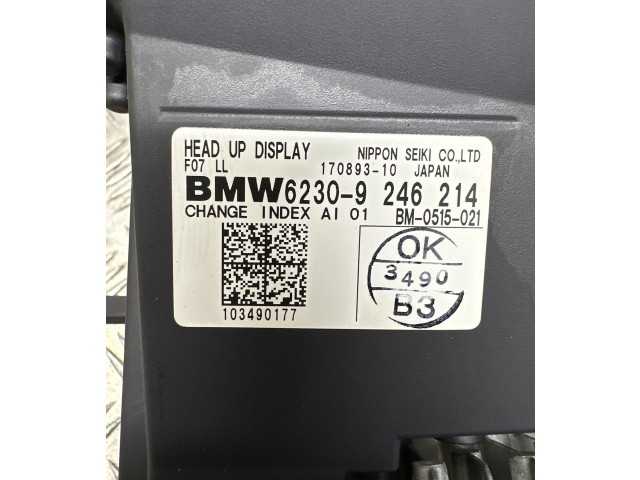 HEAD UP DISPLAY NIPPON SEIKI CO.,LTD
F07 LL 170893-10 JAPAN
BMW6230-9 246 214
CHANGE INDEX AI 01 BM-0515-021
OK
3490
B3
103490177